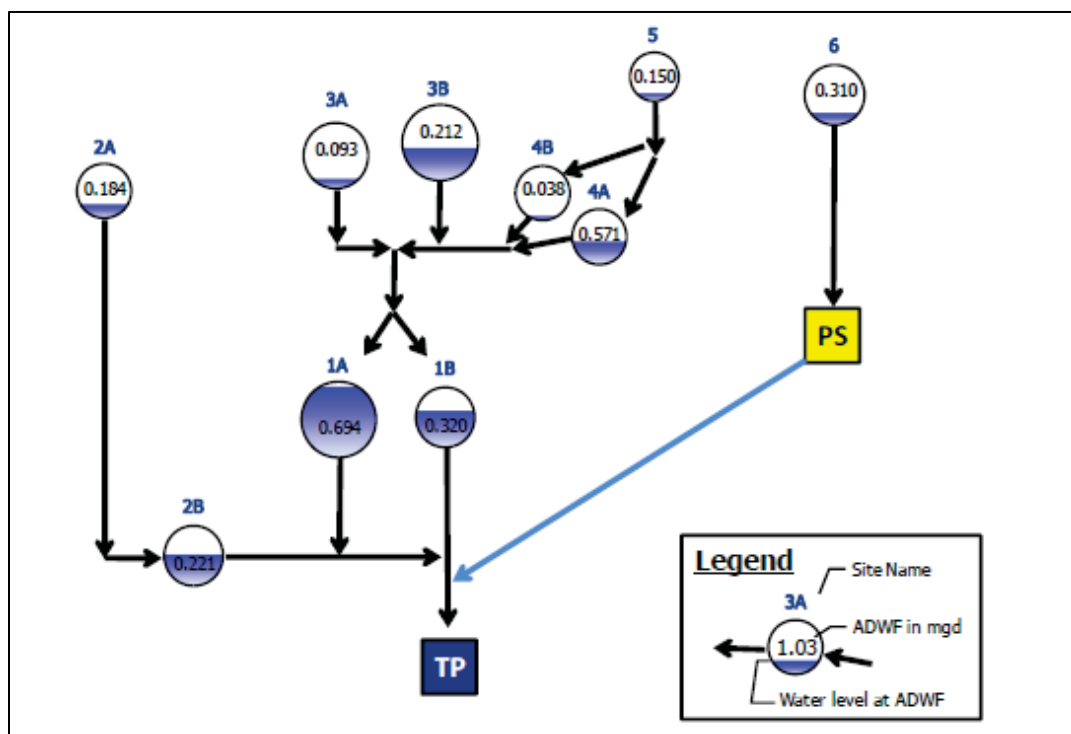 5
6
0.150
0.310
3A
3B
0.093
0.212
2A
4B
0.184
0.038
4A
0.571
PS
1A
1B
0.694
0.320
2B
0.221
TP
Legend
Site Name
3A
ADWF in mgd
1.03
Water level at ADWF